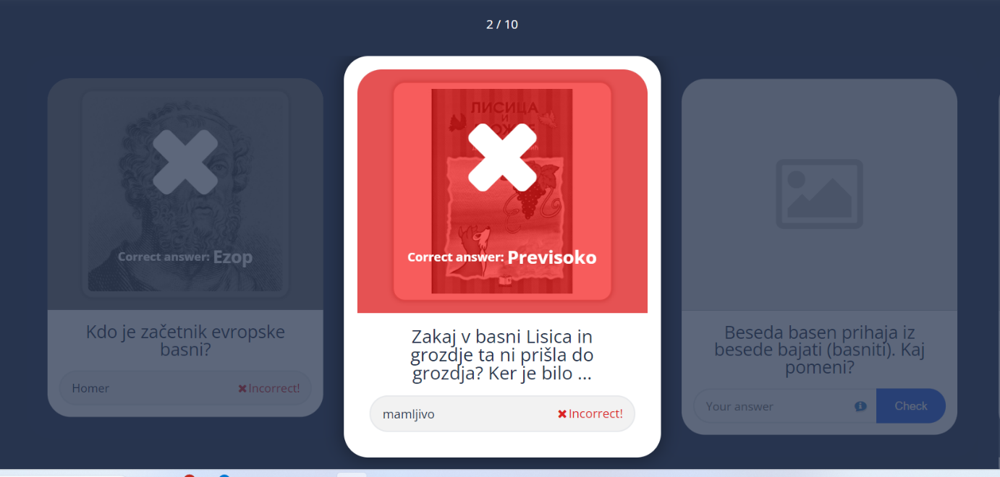 2 / 10
Correct answer: Ezop
Kdo je začetnik evropske
basni?
Homer
Incorrect!
ЛИСИЦА
И
Correct answer: Previsoko
Zakaj v basni Lisica in
grozdje ta ni prišla do
grozdja? Ker je bilo ...
mamljivo
Incorrect!
Beseda basen prihaja iz
besede bajati (basniti). Kaj
pomeni?
Your answer
Check